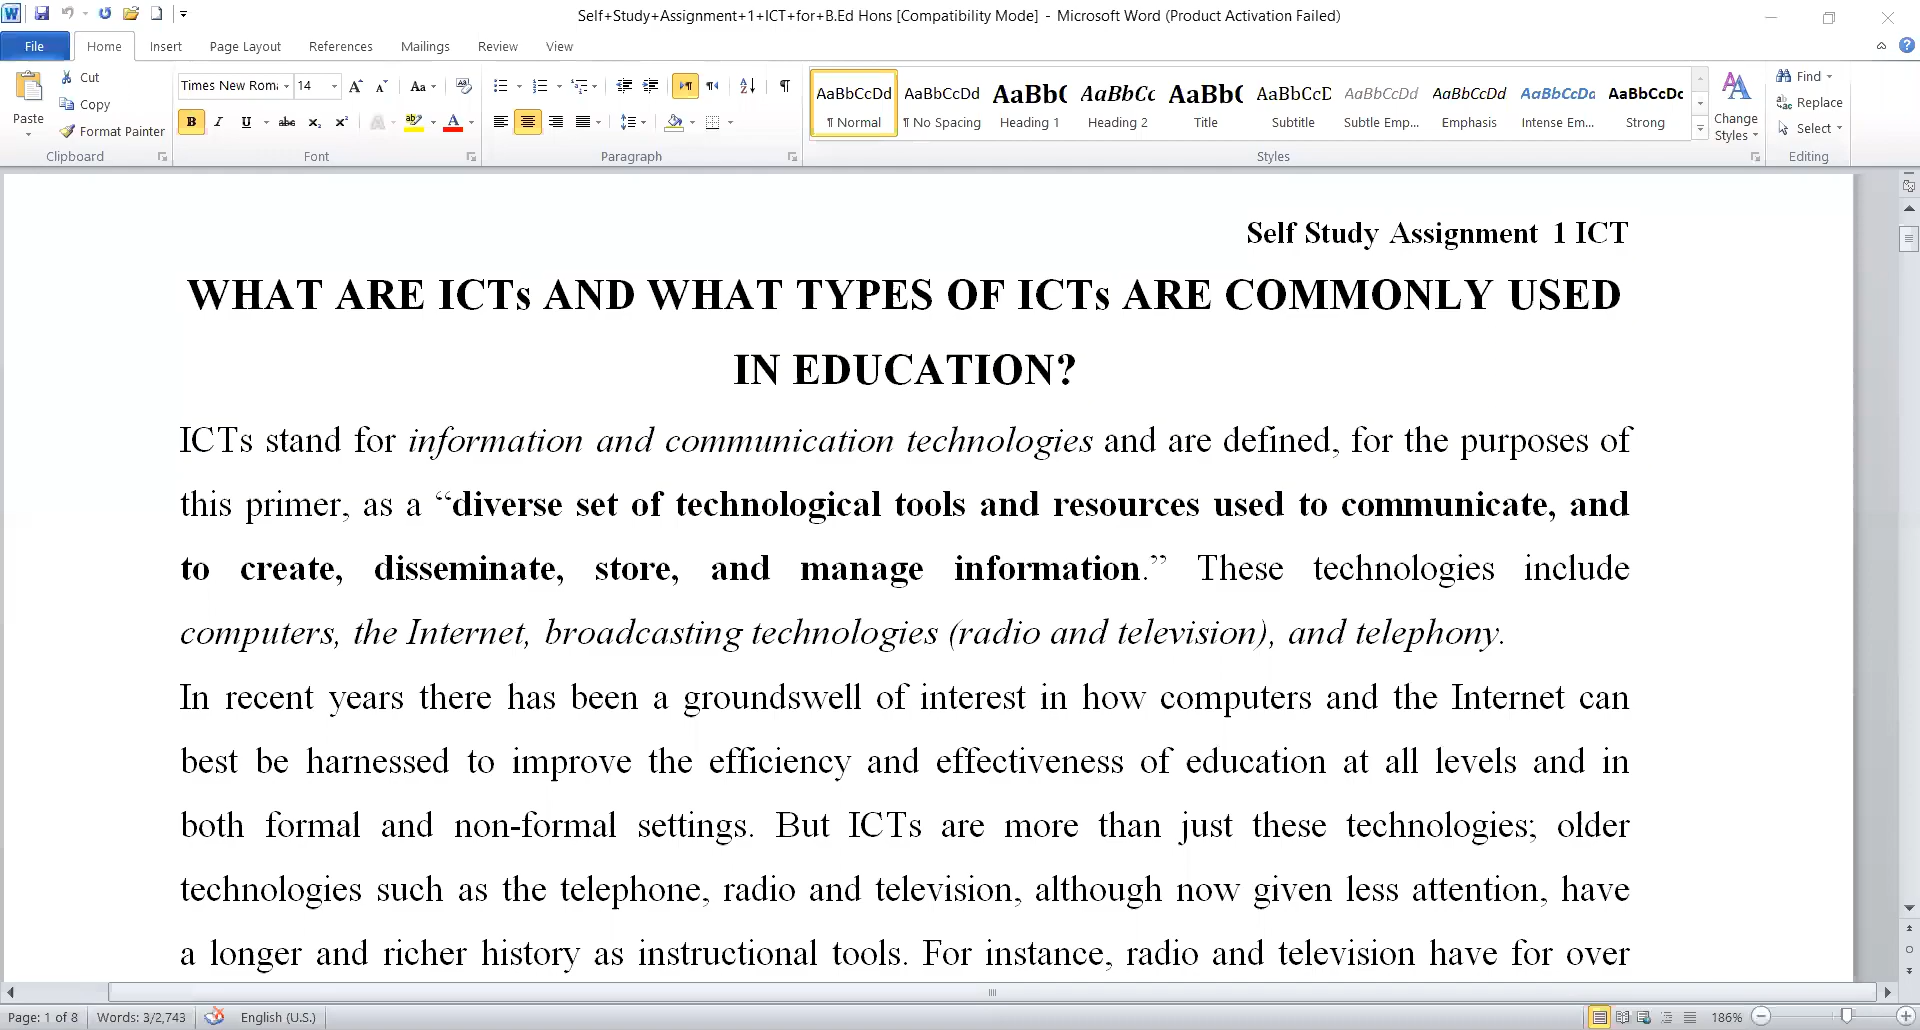 Self+Study+Assignment+1+ICT+for+B.Ed Hons [Compatibility Mode] - Microsoft Word (Product Activation Failed)
File Home Insert Page Layout References Mailings Review View
Paste
Cut
Copy
Format Painter
Clipboard
Times New Rom 14
Font
Paragraph
AaBbCcDd AaBbCcDd AaBb( AaBbCc AaBb( AaBbCcD AaBbCcDd AaBbCcDd AaBbCcDd AaBbCcDc
¶ Normal ¶ No Spacing Heading 1 Heading 2 Title Subtitle Subtle Emp... Emphasis Intense Em... Strong
Change Styles
Styles
Find
Replace
Select
Editing
Self Study Assignment 1 ICT
WHAT ARE ICTs AND WHAT TYPES OF ICTs ARE COMMONLY USED
IN EDUCATION?
ICTs stand for information and communication technologies and are defined, for the purposes of
this primer, as a “diverse set of technological tools and resources used to communicate, and
to create, disseminate, store, and manage information.” These technologies include
computers, the Internet, broadcasting technologies (radio and television), and telephony.
In recent years there has been a groundswell of interest in how computers and the Internet can
best be harnessed to improve the efficiency and effectiveness of education at all levels and in
both formal and non-formal settings. But ICTs are more than just these technologies; older
technologies such as the telephone, radio and television, although now given less attention, have
a longer and richer history as instructional tools. For instance, radio and television have for over
Page: 1 of 8 Words: 3/2,743 English (U.S.) 186%